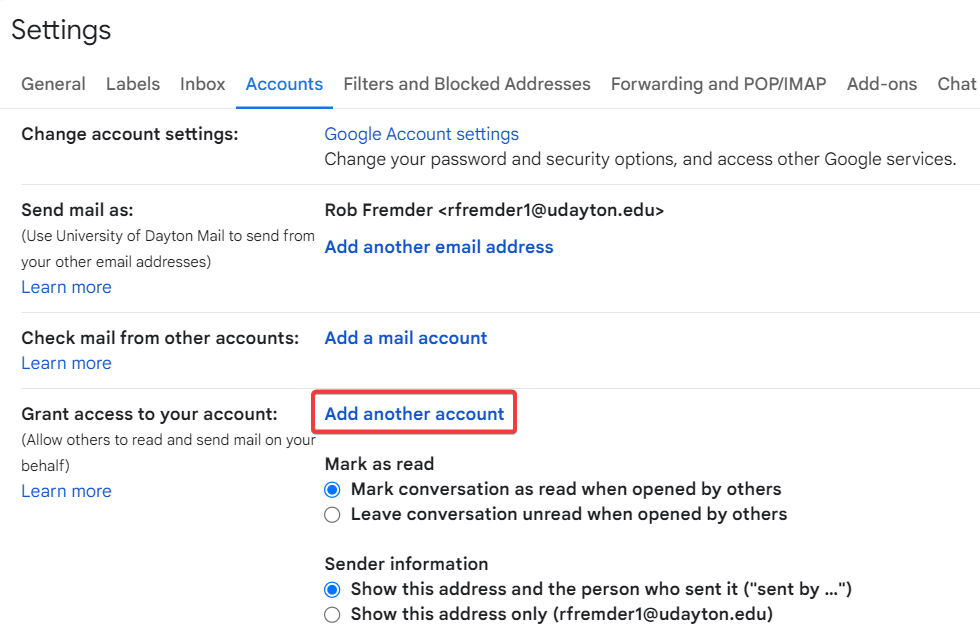 Settings
General Labels Inbox Accounts Filters and Blocked Addresses Forwarding and POP/IMAP Add-ons Chat
Change account settings: Google Account settings
Change your password and security options, and access other Google services.
Send mail as: Rob Fremder <rfremder1@udayton.edu>
(Use University of Dayton Mail to send from
your other email addresses)
Add another email address
Learn more
Check mail from other accounts: Add a mail account
Learn more
Grant access to your account: Add another account
(Allow others to read and send mail on your
behalf)
Learn more
Mark as read
Mark conversation as read when opened by others
Leave conversation unread when opened by others
Sender information
Show this address and the person who sent it ("sent by ...")
Show this address only (rfremder1@udayton.edu)